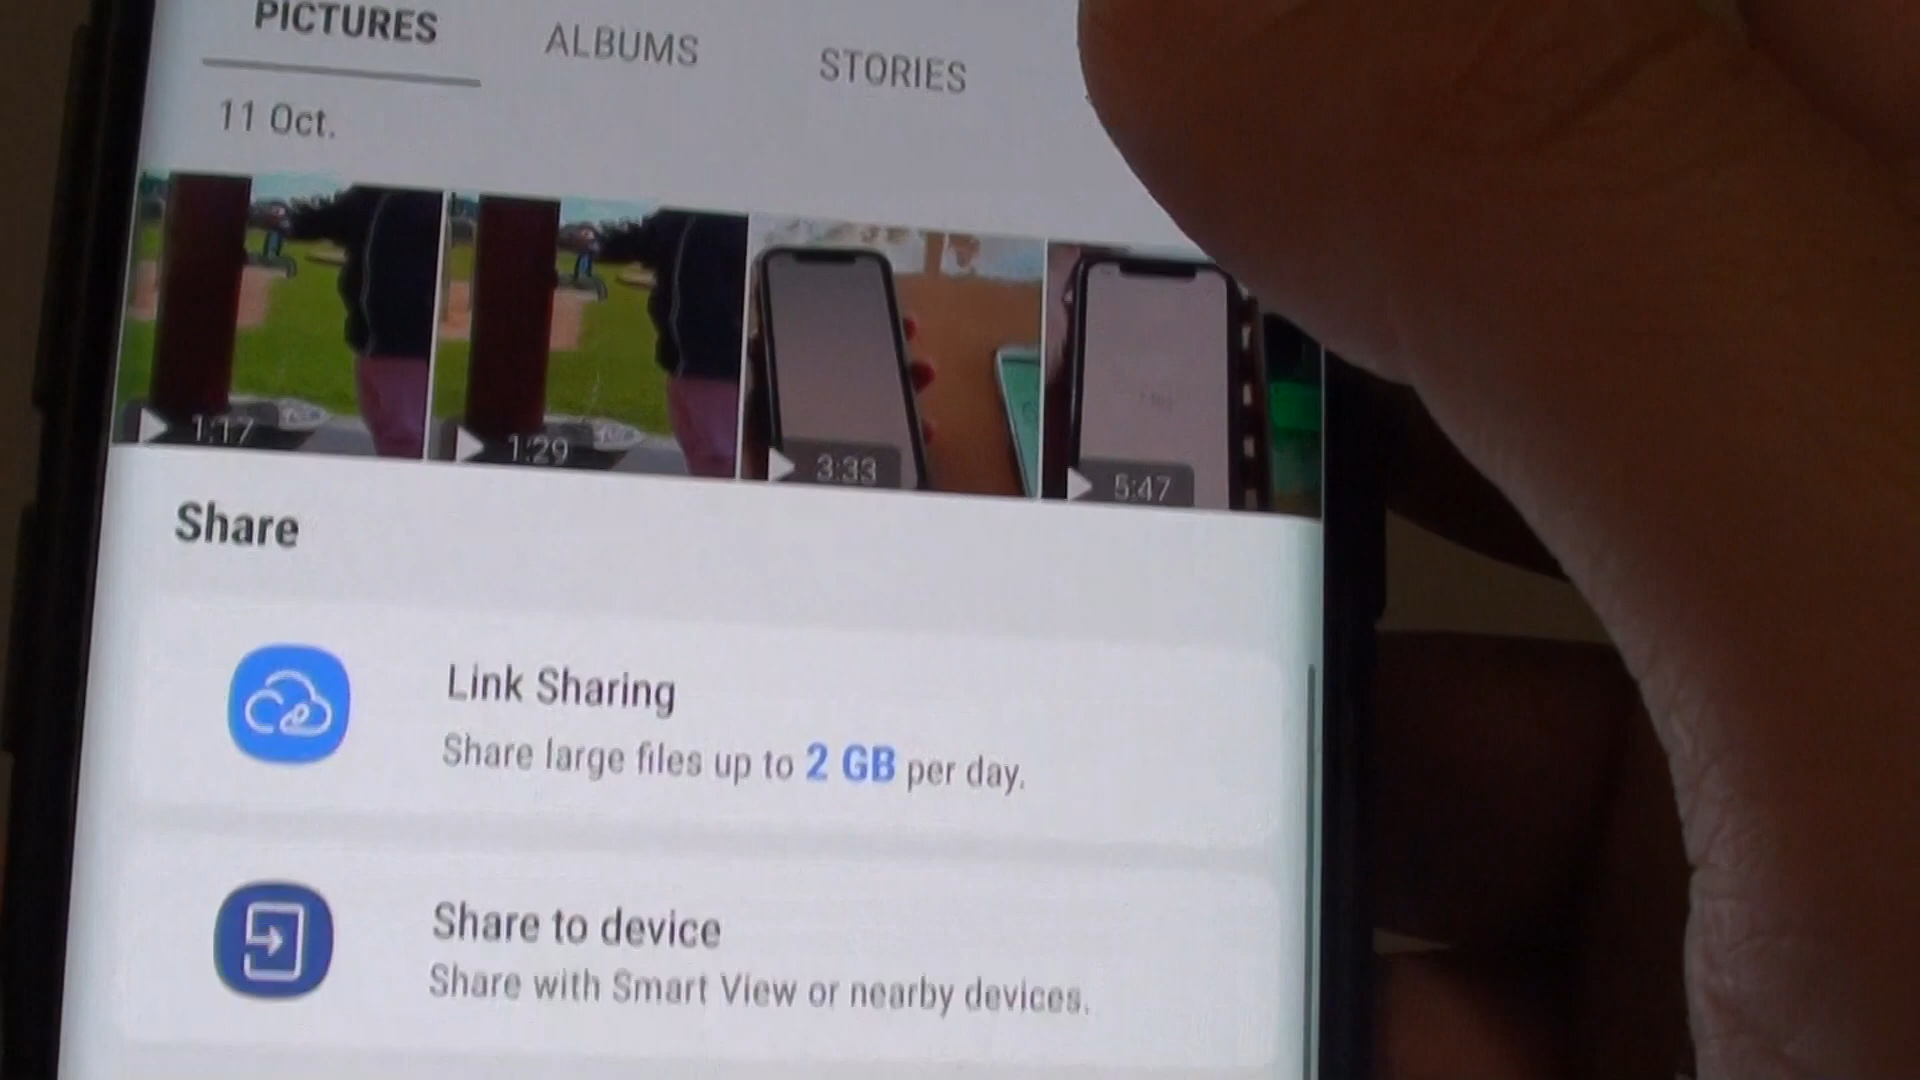 PICTURES
ALBUMS
STORIES
11 Oct.
1:17
1:29
3:33
5:47
Share
Link Sharing
Share large files up to 2 GB per day.
Share to device
Share with Smart View or nearby devices.